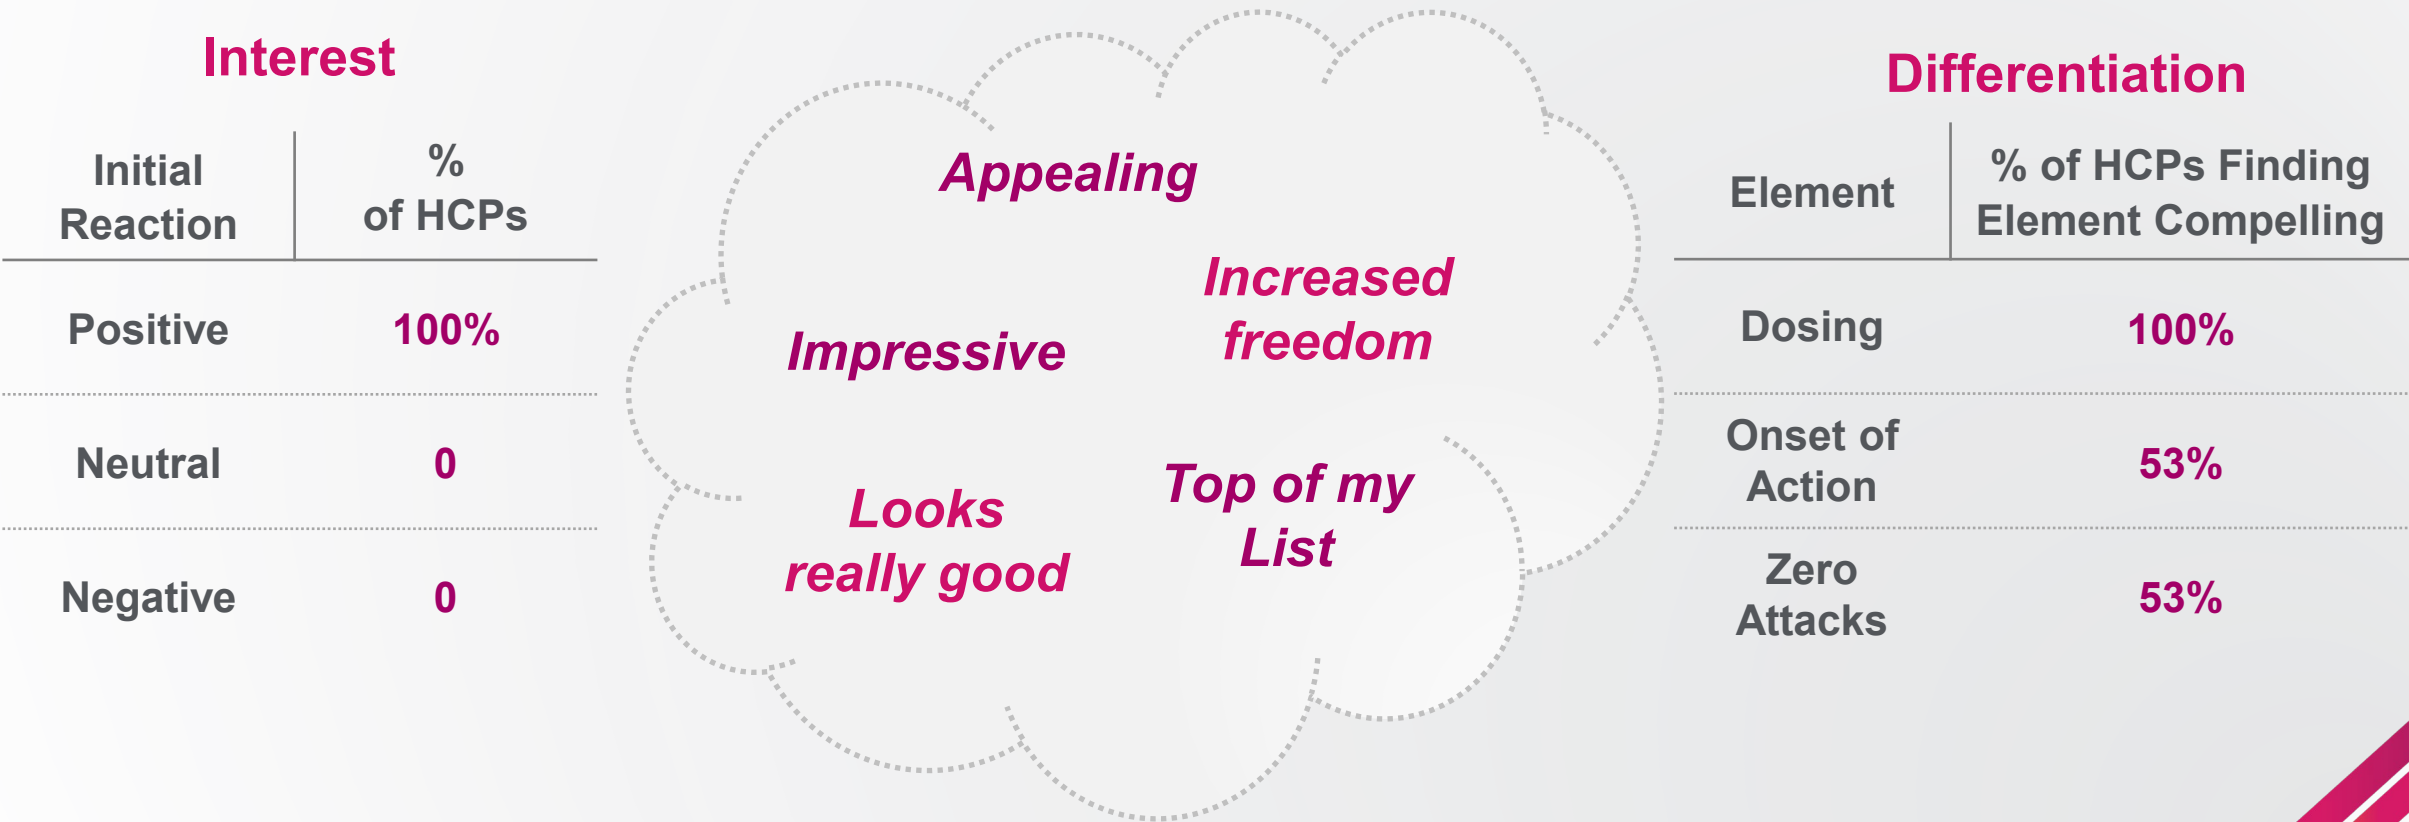 Interest
Initial
Reaction
%
of HCPs
Positive
100%
Neutral
0
Negative
0
Appealing
Increased
freedom
Impressive
Looks
really good
Top of my
List
Differentiation
Element
% of HCPs Finding
Element Compelling
Dosing
100%
Onset of
Action
53%
Zero
Attacks
53%